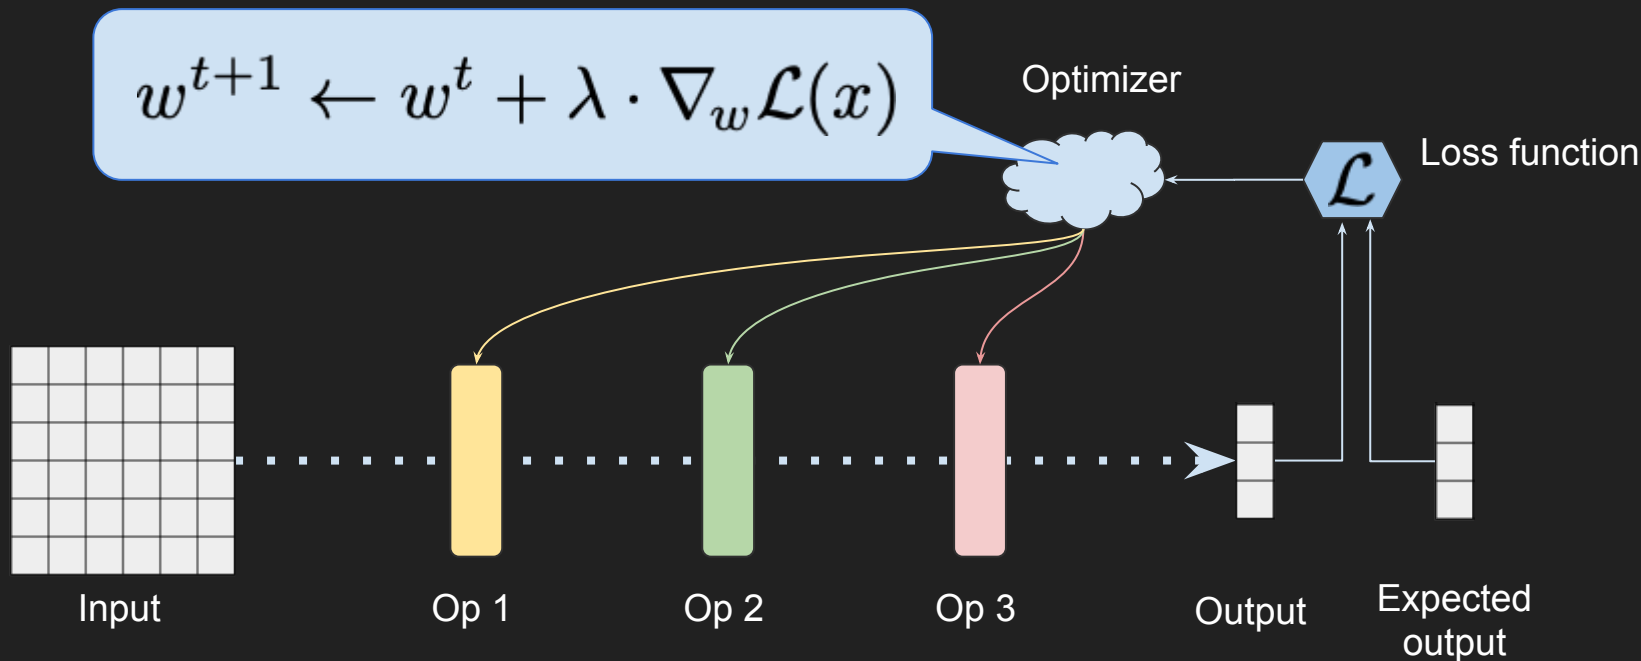 w^{t+1} ← w^t + λ · ∇_w ℒ(x)
Optimizer
ℒ
Loss function
Input
Op 1
Op 2
Op 3
Output
Expected
output